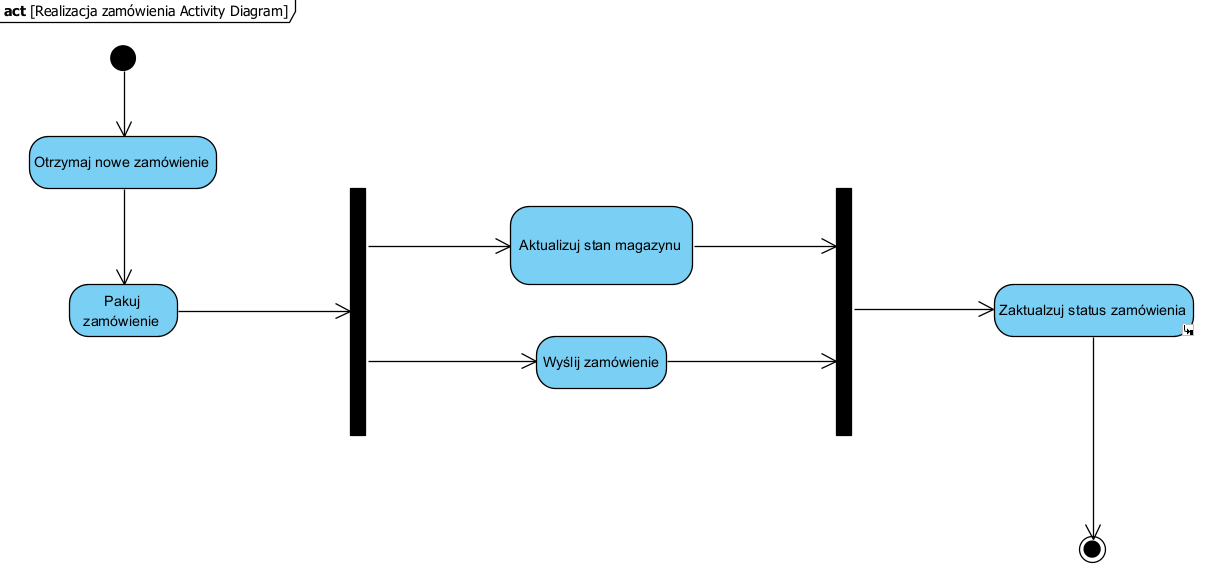 act [Realizacja zamówienia Activity Diagram]
Otrzymaj nowe zamówienie
Pakuj
zamówienie
Aktualizuj stan magazynu
Wyślij zamówienie
Zaktualzuj status zamówienia